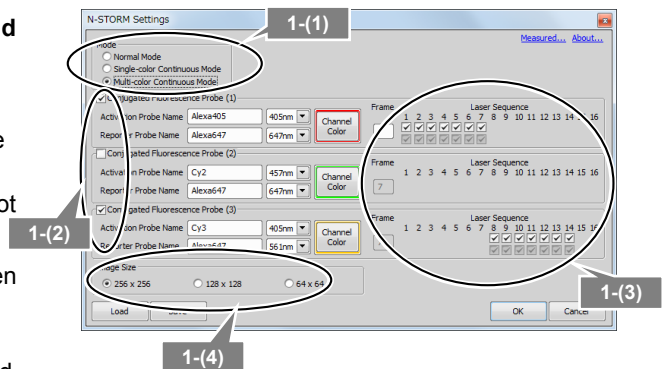 d
e
ot
en
d
N-STORM Settings
1-(1)
Measured... About...
Mode
Normal Mode
Single-color Continuous Mode
Multi-color Continuous Mode
Conjugated Fluorescence Probe (1)
Activation Probe Name Alexa405 405nm Channel Color
Reporter Probe Name Alexa647 647nm
Frame Laser Sequence
1 2 3 4 5 6 7 8 9 10 11 12 13 14 15 16
Conjugated Fluorescence Probe (2)
Activation Probe Name Cy2 457nm Channel Color
Reporter Probe Name Alexa647 647nm
Frame Laser Sequence
7 1 2 3 4 5 6 7 8 9 10 11 12 13 14 15 16
1-(2)
Conjugated Fluorescence Probe (3)
Activation Probe Name Cy3 405nm Channel Color
Reporter Probe Name Alexa647 561nm
Frame Laser Sequence
1 2 3 4 5 6 7 8 9 10 11 12 13 14 15 16
1-(3)
Image Size
256 x 256 128 x 128 64 x 64
Load Save OK Cancel
1-(4)